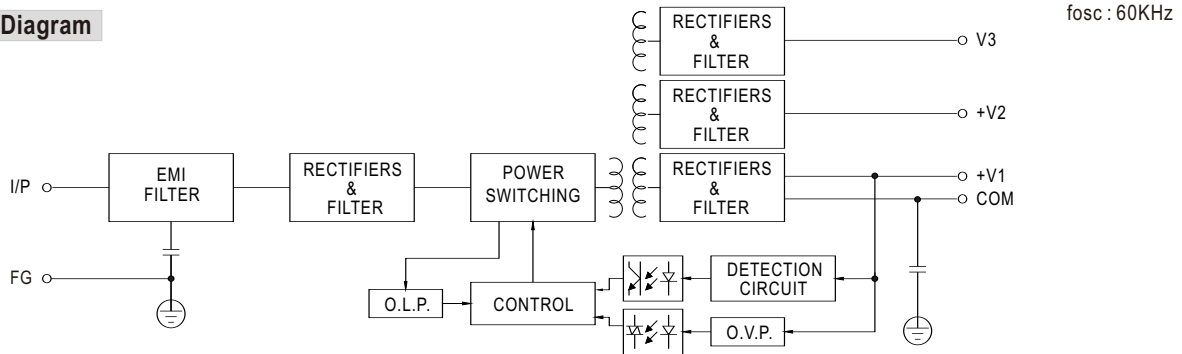 Diagram
fosc : 60KHz
RECTIFIERS
&
FILTER
V3
RECTIFIERS
&
FILTER
+V2
I/P
EMI
FILTER
RECTIFIERS
&
FILTER
POWER
SWITCHING
RECTIFIERS
&
FILTER
+V1
COM
FG
O.L.P.
CONTROL
DETECTION
CIRCUIT
O.V.P.